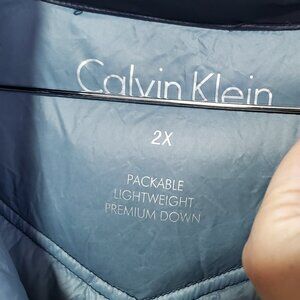 Calvin Klein
2X
PACKABLE
LIGHTWEIGHT
PREMIUM DOWN